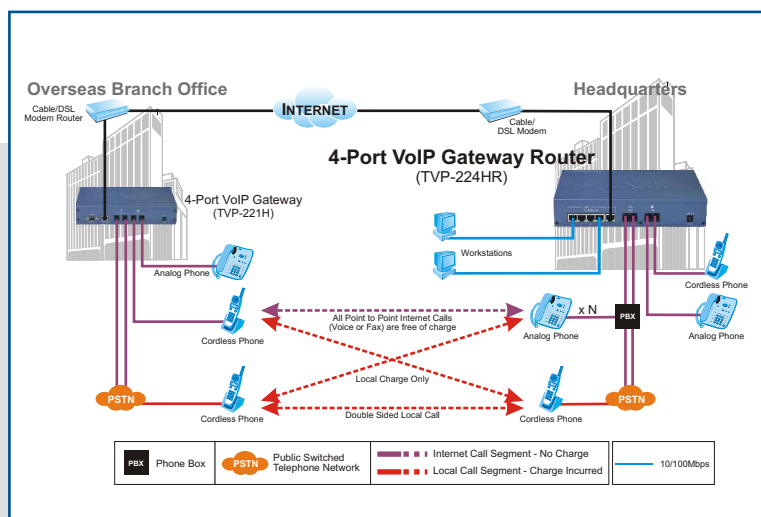 Overseas Branch Office
Headquarters
Cable/DSL
Modem Router
INTERNET
Cable/
DSL Modem
4-Port VoIP Gateway Router
(TVP-224HR)
4-Port VoIP Gateway
(TVP-221H)
Workstations
Analog Phone
Cordless Phone
All Point to Point Internet Calls
(Voice or Fax) are free of charge
x N
PBX
Cordless Phone
Analog Phone
Analog Phone
Local Charge Only
PSTN
Cordless Phone
Double Sided Local Call
Cordless Phone
PSTN
PBX
Phone Box
PSTN
Public Switched
Telephone Network
Internet Call Segment - No Charge
Local Call Segment - Charge Incurred
10/100Mbps